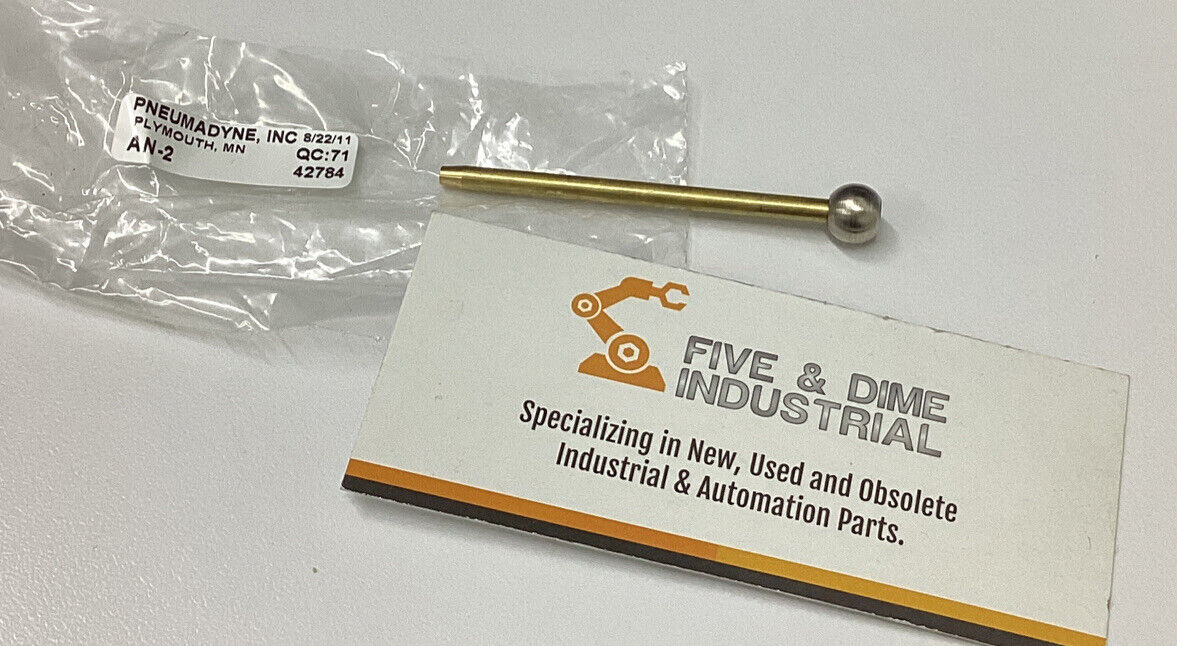 PNEUMADYNE, INC 8/22/11
PLYMOUTH, MN QC:71
AN-2 42784
FIVE & DIME
INDUSTRIAL
Specializing in New, Used and Obsolete
Industrial & Automation Parts.